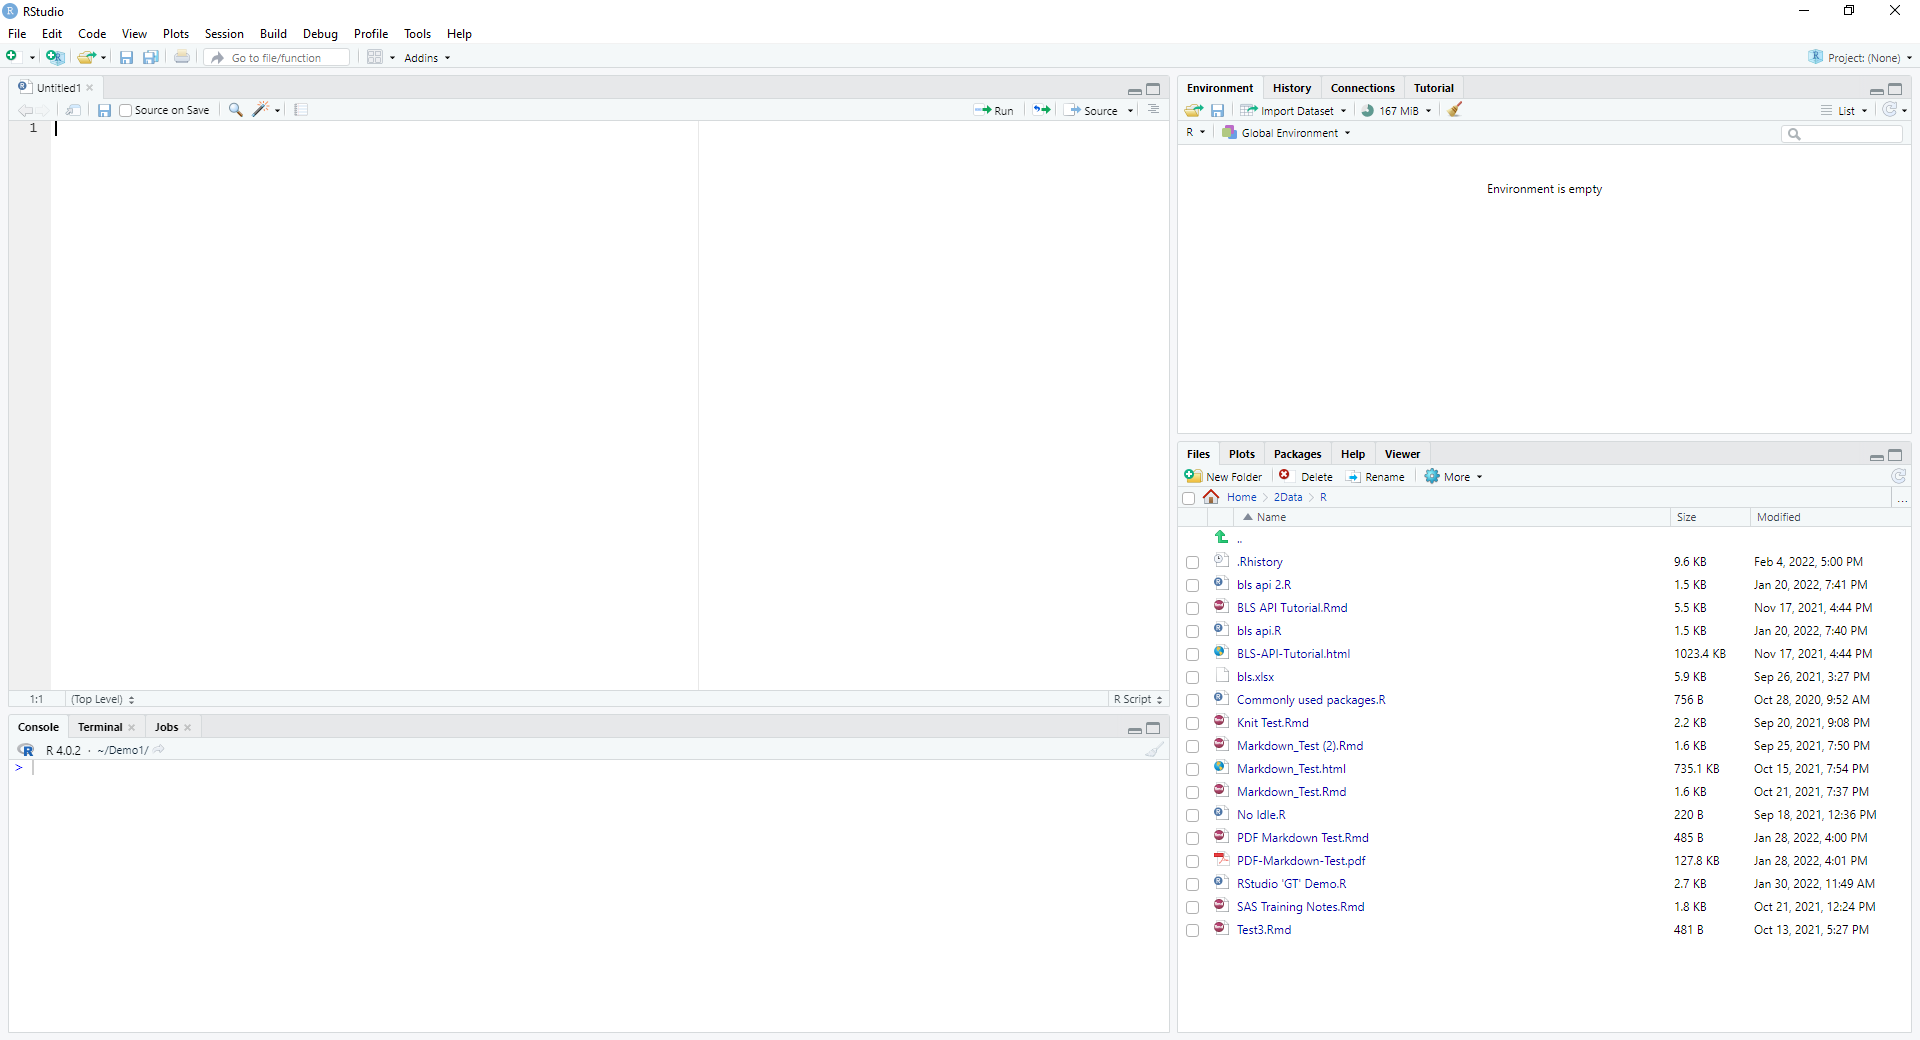 RStudio
File Edit Code View Plots Session Build Debug Profile Tools Help
Go to file/function Addins Project: (None)
Untitled1
Source on Save Run Source
1
1:1 (Top Level) R Script
Console Terminal Jobs
R 4.0.2 · ~/Demo1/
>
Environment History Connections Tutorial
Import Dataset 167 MiB List
R Global Environment
Environment is empty
Files Plots Packages Help Viewer
New Folder Delete Rename More
Home 2Data R ...
Name Size Modified
..
.Rhistory 9.6 KB Feb 4, 2022, 5:00 PM
bls api 2.R 1.5 KB Jan 20, 2022, 7:41 PM
BLS API Tutorial.Rmd 5.5 KB Nov 17, 2021, 4:44 PM
bls api.R 1.5 KB Jan 20, 2022, 7:40 PM
BLS-API-Tutorial.html 1023.4 KB Nov 17, 2021, 4:44 PM
bls.xlsx 5.9 KB Sep 26, 2021, 3:27 PM
Commonly used packages.R 756 B Oct 28, 2020, 9:52 AM
Knit Test.Rmd 2.2 KB Sep 20, 2021, 9:08 PM
Markdown_Test (2).Rmd 1.6 KB Sep 25, 2021, 7:50 PM
Markdown_Test.html 735.1 KB Oct 15, 2021, 7:54 PM
Markdown_Test.Rmd 1.6 KB Oct 21, 2021, 7:37 PM
No Idle.R 220 B Sep 18, 2021, 12:36 PM
PDF Markdown Test.Rmd 485 B Jan 28, 2022, 4:00 PM
PDF-Markdown-Test.pdf 127.8 KB Jan 28, 2022, 4:01 PM
RStudio 'GT' Demo.R 2.7 KB Jan 30, 2022, 11:49 AM
SAS Training Notes.Rmd 1.8 KB Oct 21, 2021, 12:24 PM
Test3.Rmd 481 B Oct 13, 2021, 5:27 PM